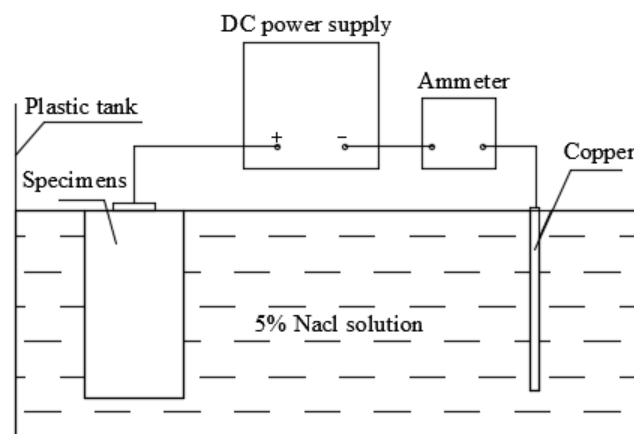 DC power supply
Ammeter
Plastic tank
+
−
Copper
Specimens
5% Nacl solution